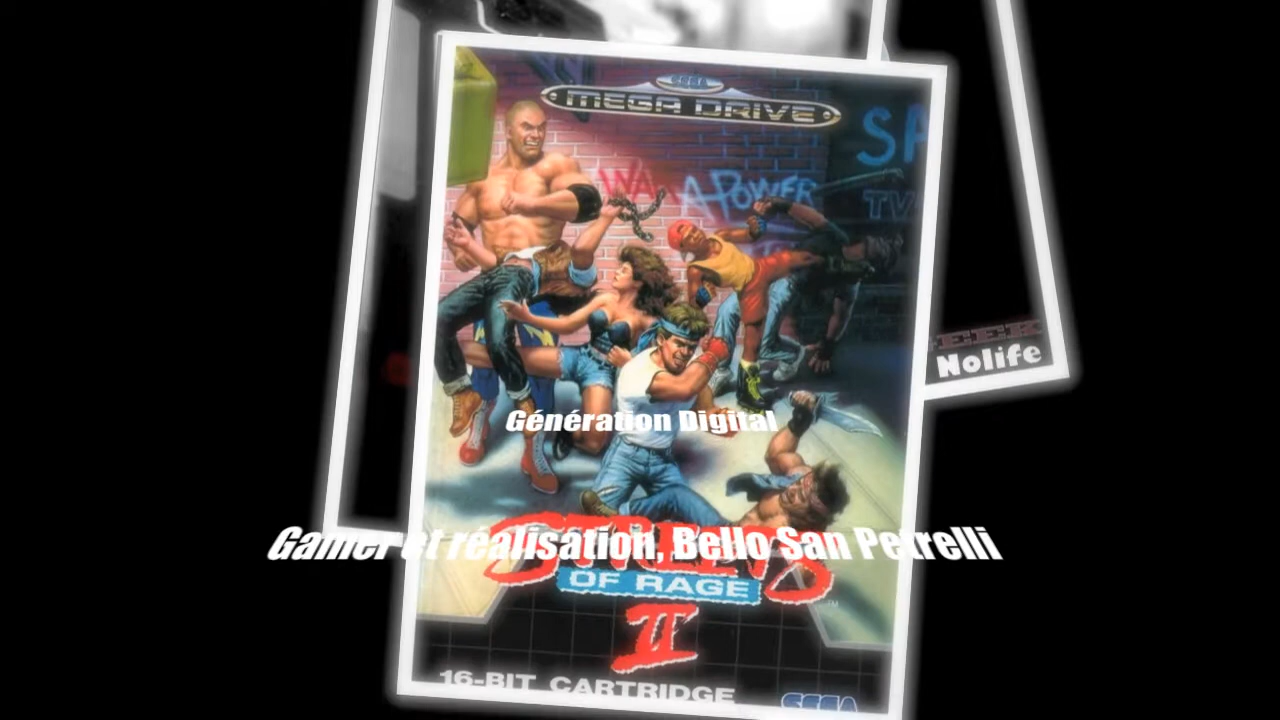 SEGA
MEGA DRIVE
WA
A POWER
SP
TV
Nolife
Génération Digital
Gamer et réalisation, Bello San Petrelli
STREETS
OF RAGE
II
16-BIT CARTRIDGE
SEGA